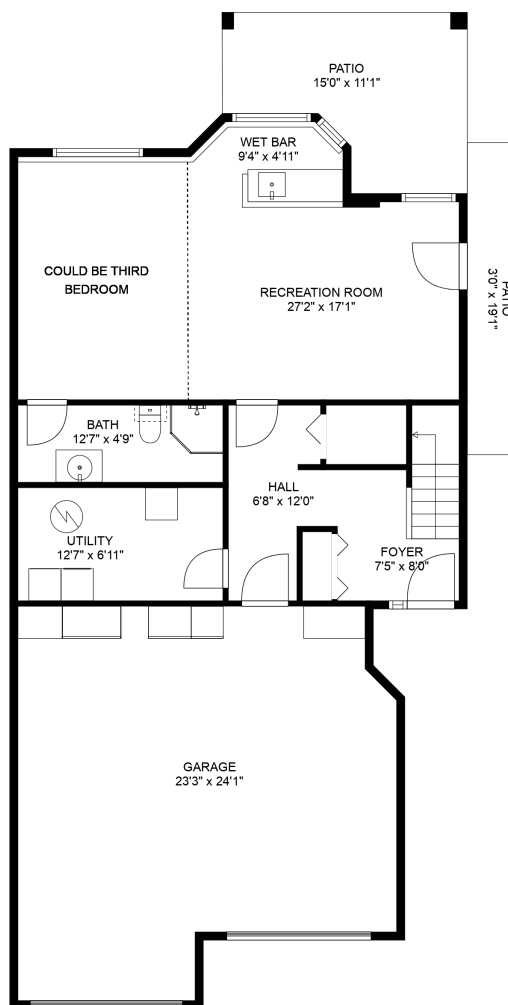 PATIO
15'0" x 11'1"
WET BAR
9'4" x 4'11"
COULD BE THIRD
BEDROOM
RECREATION ROOM
27'2" x 17'1"
PATIO
3'0" x 19'1"
BATH
12'7" x 4'9"
HALL
6'8" x 12'0"
UTILITY
12'7" x 6'11"
FOYER
7'5" x 8'0"
GARAGE
23'3" x 24'1"